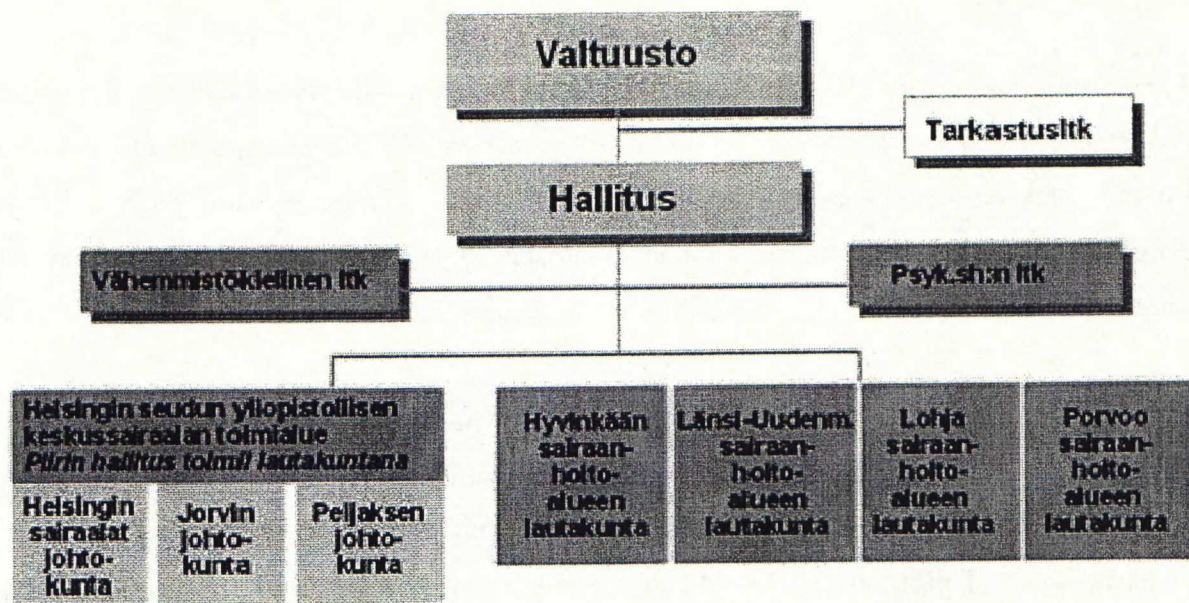 Valtuusto
Tarkastusltk
Hallitus
Vähemmistökielinen ltk
Psyk.sh:n ltk
Helsingin seudun yliopistollisen
keskussairaalan toimialue
Piirin hallitus toimii lautakuntana
Helsingin
sairaalat
johto-
kunta
Jorvin
johto-
kunta
Peijaksen
johto-
kunta
Hyvinkään
sairaan-
hoito-
alueen
lautakunta
Länsi-Uudenm.
sairaan-
hoito-
alueen
lautakunta
Lohja
sairaan-
hoito-
alueen
lautakunta
Porvoo
sairaan-
hoito-
alueen
lautakunta